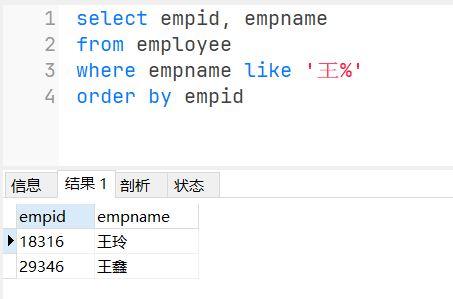 1 select empid, empname
2 from employee
3 where empname like '王%'
4 order by empid
信息 结果 1 剖析 状态
empid empname
18316 王玲
29346 王鑫